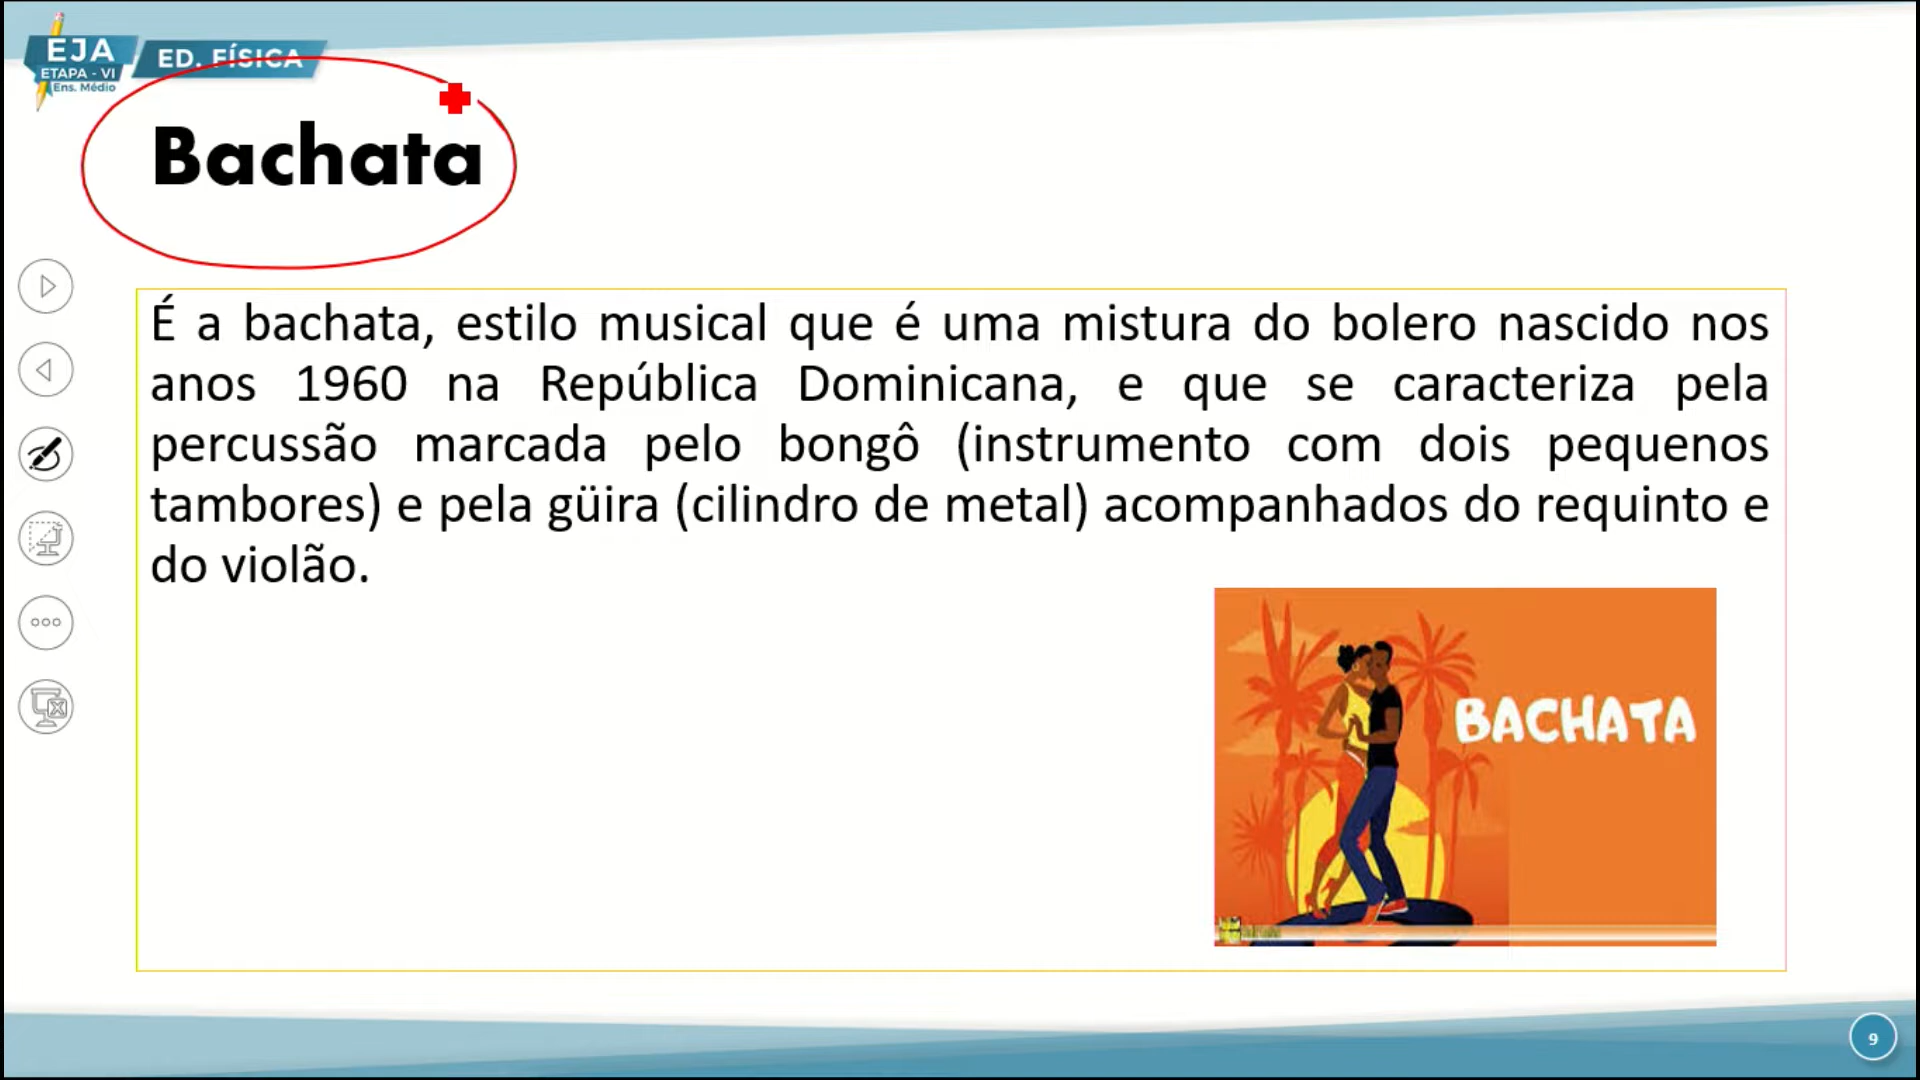 EJA
ETAPA - VI
Ens. Médio
ED. FÍSICA
Bachata
É a bachata, estilo musical que é uma mistura do bolero nascido nos
anos 1960 na República Dominicana, e que se caracteriza pela
percussão marcada pelo bongô (instrumento com dois pequenos
tambores) e pela güira (cilindro de metal) acompanhados do requinto e
do violão.
BACHATA
9